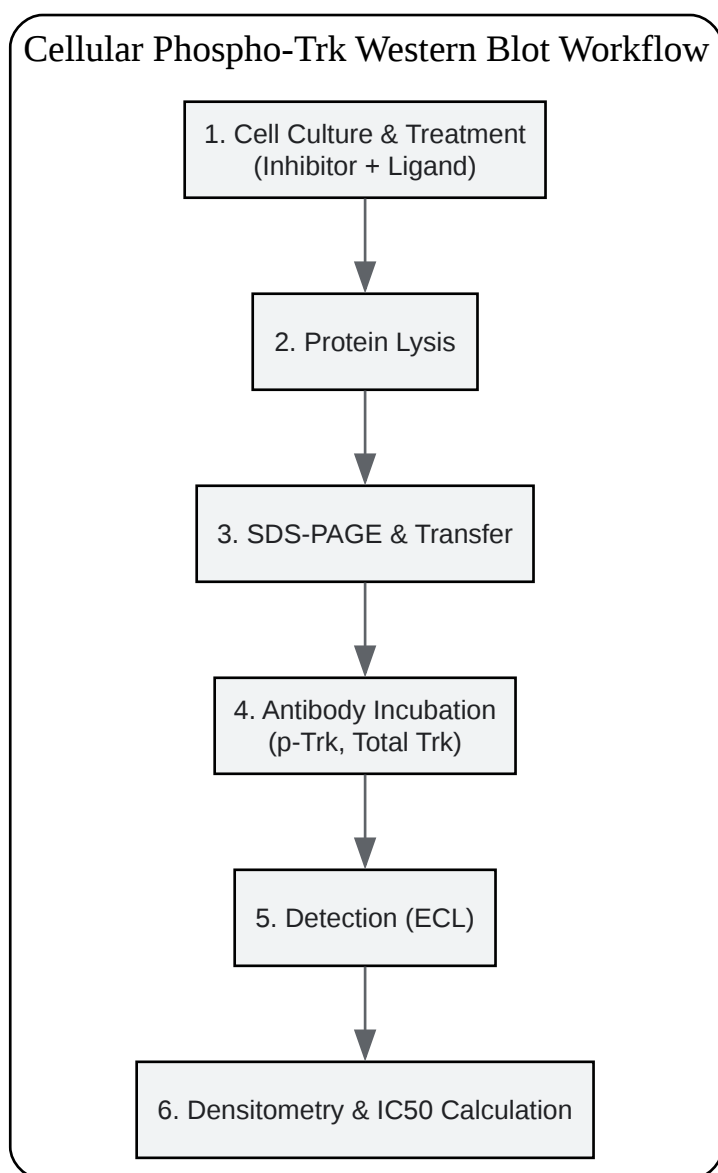 Cellular Phospho-Trk Western Blot Workflow
1. Cell Culture & Treatment
(Inhibitor + Ligand)
2. Protein Lysis
3. SDS-PAGE & Transfer
4. Antibody Incubation
(p-Trk, Total Trk)
5. Detection (ECL)
6. Densitometry & IC50 Calculation